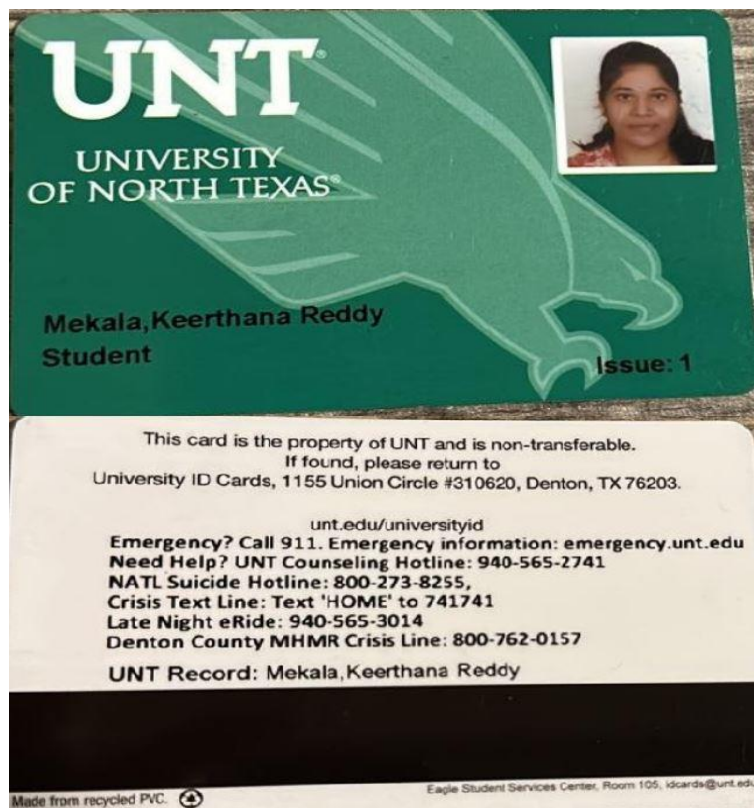 UNT®
UNIVERSITY
OF NORTH TEXAS®
Mekala,Keerthana Reddy
Student
Issue: 1
This card is the property of UNT and is non-transferable.
If found, please return to
University ID Cards, 1155 Union Circle #310620, Denton, TX 76203.
unt.edu/universityid
Emergency? Call 911. Emergency information: emergency.unt.edu
Need Help? UNT Counseling Hotline: 940-565-2741
NATL Suicide Hotline: 800-273-8255,
Crisis Text Line: Text 'HOME' to 741741
Late Night eRide: 940-565-3014
Denton County MHMR Crisis Line: 800-762-0157
UNT Record: Mekala,Keerthana Reddy
Made from recycled PVC.
Eagle Student Services Center, Room 105, idcards@unt.edu